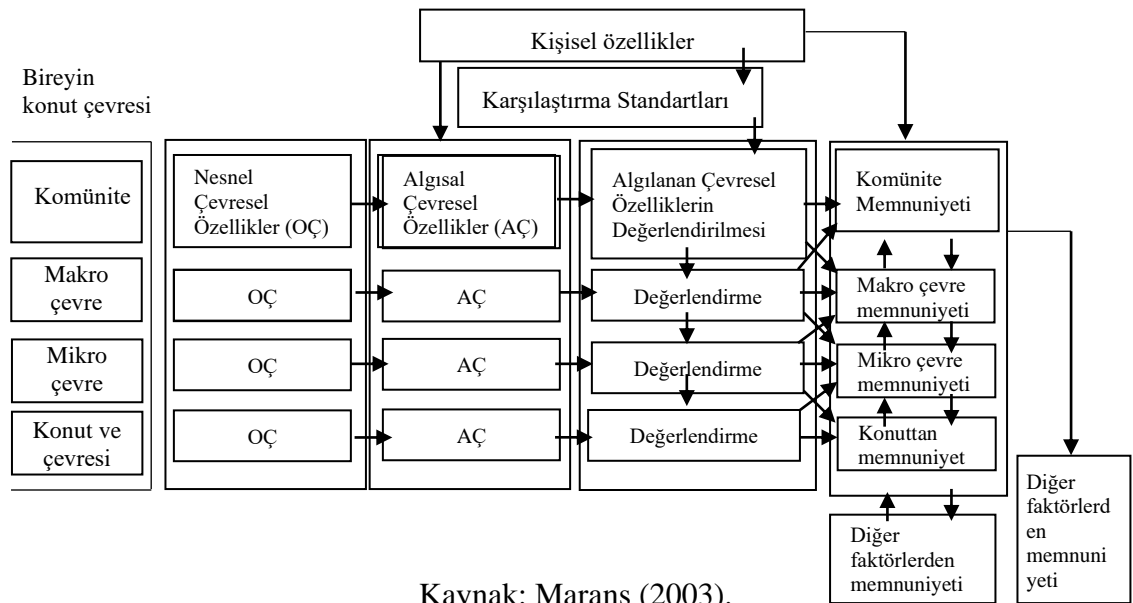 Kişisel özellikler
Bireyin
konut çevresi
Karşılaştırma Standartları
Komünite
Nesnel
Çevresel
Özellikler (OÇ)
Algısal
Çevresel
Özellikler (AÇ)
Algılanan Çevresel
Özelliklerin
Değerlendirilmesi
Komünite
Memnuniyeti
Makro
çevre
OÇ
AÇ
Değerlendirme
Makro çevre
memnuniyeti
Mikro
çevre
OÇ
AÇ
Değerlendirme
Mikro çevre
memnuniyeti
Konut ve
çevresi
OÇ
AÇ
Değerlendirme
Konuttan
memnuniyet
Diğer
faktörlerden
memnuniyeti
Diğer
faktörlerd
en
memnuni
yeti
Kaynak: Marans (2003).